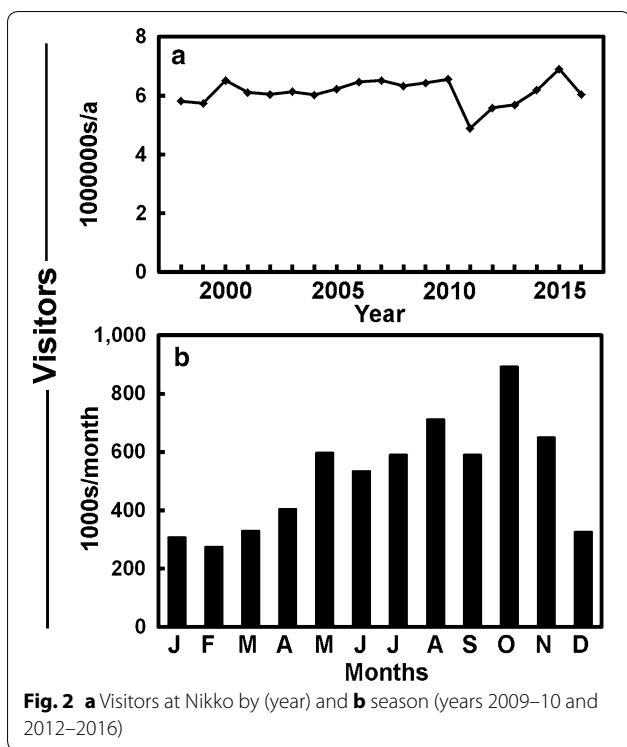 Visitors
a
1000000s/a
8
6
4
2
0
2000 2005 2010 2015
Year
b
1000s/month
1,000
800
600
400
200
0
J F M A M J J A S O N D
Months
Fig. 2 a Visitors at Nikko by (year) and b season (years 2009–10 and
2012–2016)